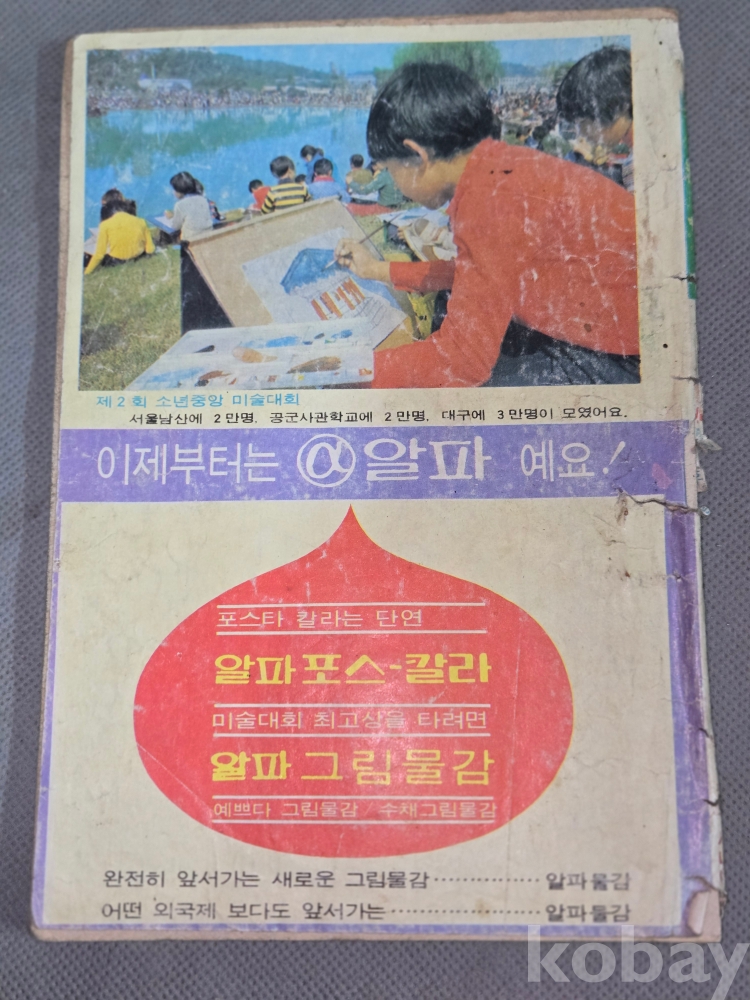 제2회 소년중앙 미술대회
서울남산에 2만명, 공군사관학교에 2만명, 대구에 3만명이 모였어요.
이제부터는 ⓐ알파 예요!
포스타 칼라는 단연
알파포스-칼라
미술대회 최고상을 타려면
알파그림물감
예쁘다 그림물감 / 수채그림물감
완전히 앞서가는 새로운 그림물감··············알파물감
어떤 외국제 보다도 앞서가는··················알파물감
kobay